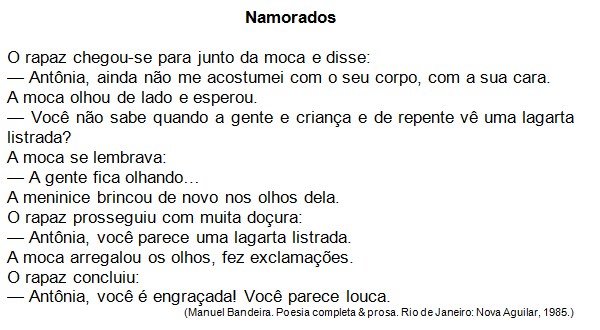 Namorados
O rapaz chegou-se para junto da moca e disse:
— Antônia, ainda não me acostumei com o seu corpo, com a sua cara.
A moca olhou de lado e esperou.
— Você não sabe quando a gente e criança e de repente vê uma lagarta
listrada?
A moca se lembrava:
— A gente fica olhando...
A meninice brincou de novo nos olhos dela.
O rapaz prosseguiu com muita doçura:
— Antônia, você parece uma lagarta listrada.
A moca arregalou os olhos, fez exclamações.
O rapaz concluiu:
— Antônia, você é engraçada! Você parece louca.
(Manuel Bandeira. Poesia completa & prosa. Rio de Janeiro: Nova Aguilar, 1985.)